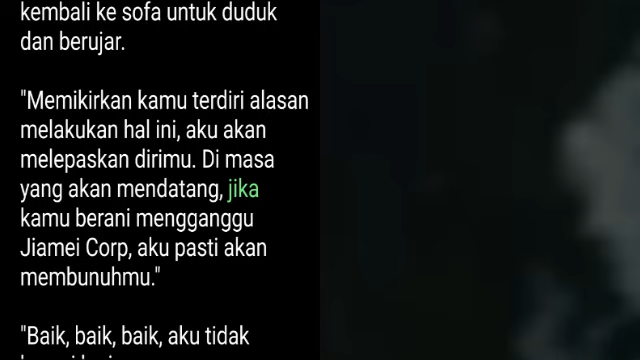 kembali ke sofa untuk duduk
dan berujar.
"Memikirkan kamu terdiri alasan
melakukan hal ini, aku akan
melepaskan dirimu. Di masa
yang akan mendatang, jika
kamu berani mengganggu
Jiamei Corp, aku pasti akan
membunuhmu."
"Baik, baik, baik, aku tidak